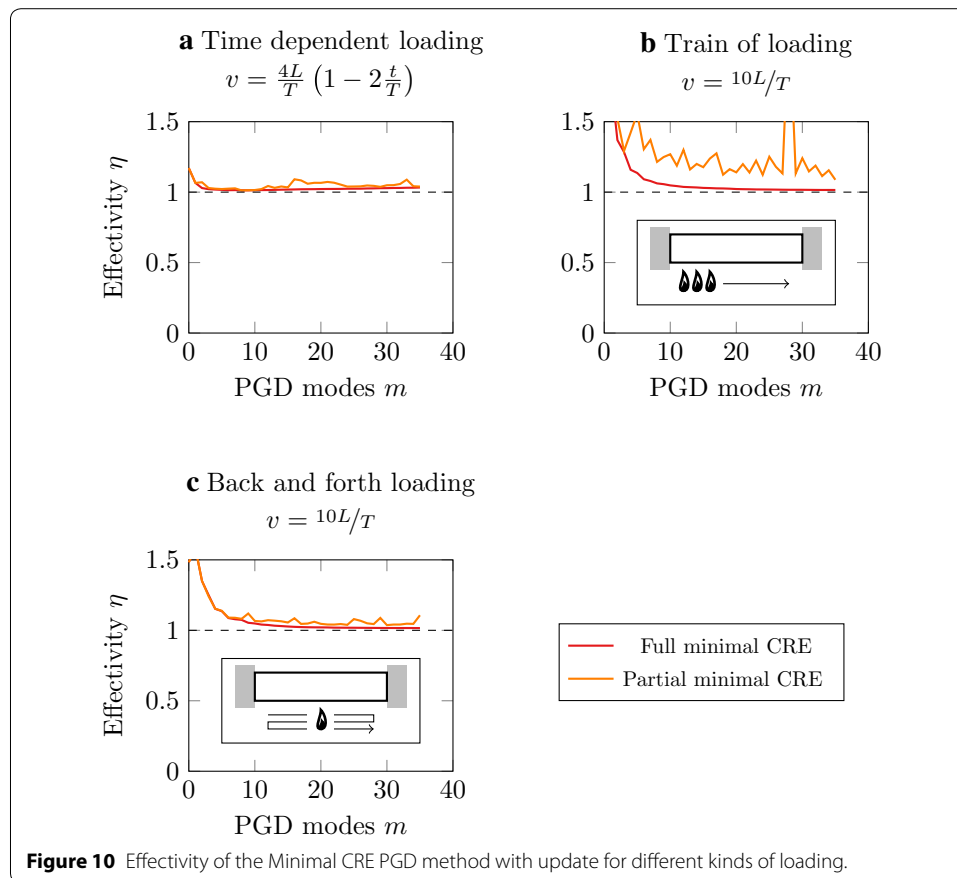 a Time dependent loading
v = 4L/T (1 − 2 t/T)
1.5
1
0.5
0
Effectivity η
0 10 20 30 40
PGD modes m
b Train of loading
v = 10L/T
1.5
1
0.5
0
0 10 20 30 40
PGD modes m
c Back and forth loading
v = 10L/T
1.5
1
0.5
0
Effectivity η
0 10 20 30 40
PGD modes m
Full minimal CRE
Partial minimal CRE
Figure 10 Effectivity of the Minimal CRE PGD method with update for different kinds of loading.